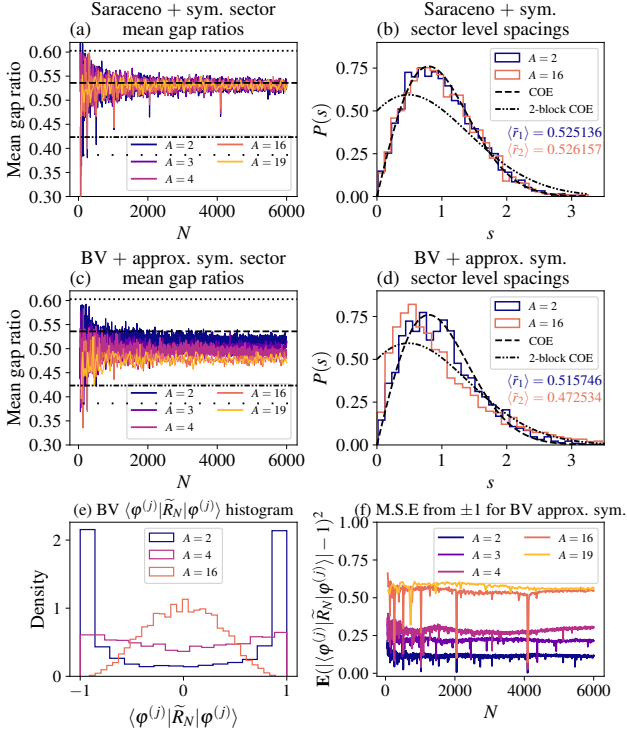 Saraceno + sym. sector
mean gap ratios
(a)
Mean gap ratio
0.60
0.55
0.50
0.45
0.40
0.35
0.30
A = 2
A = 3
A = 4
A = 16
A = 19
0
2000
4000
6000
N
Saraceno + sym.
sector level spacings
(b)
P(s)
0.75
0.50
0.25
0.00
A = 2
A = 16
COE
2-block COE
⟨r̃₁⟩ = 0.525136
⟨r̃₂⟩ = 0.526157
0
1
2
3
s
BV + approx. sym. sector
mean gap ratios
(c)
Mean gap ratio
0.60
0.55
0.50
0.45
0.40
0.35
0.30
A = 2
A = 3
A = 4
A = 16
A = 19
0
2000
4000
6000
N
BV + approx. sym.
sector level spacings
(d)
P(s)
0.75
0.50
0.25
0.00
A = 2
A = 16
COE
2-block COE
⟨r̃₁⟩ = 0.515746
⟨r̃₂⟩ = 0.472534
0
1
2
3
s
(e) BV ⟨φ⁽ʲ⁾|R̃_N|φ⁽ʲ⁾⟩ histogram
Density
2
1
0
A = 2
A = 4
A = 16
−1
0
1
⟨φ⁽ʲ⁾|R̃_N|φ⁽ʲ⁾⟩
(f) M.S.E from ±1 for BV approx. sym.
E(|⟨φ⁽ʲ⁾|R̃_N|φ⁽ʲ⁾⟩| − 1)²
1.00
0.75
0.50
0.25
0.00
A = 2
A = 3
A = 4
A = 16
A = 19
0
2000
4000
6000
N